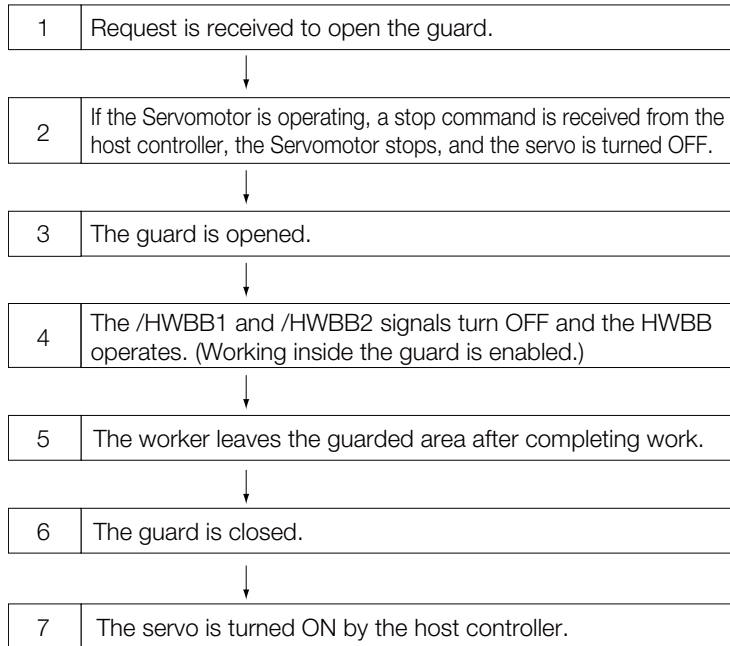 1 Request is received to open the guard.
2 If the Servomotor is operating, a stop command is received from the
host controller, the Servomotor stops, and the servo is turned OFF.
3 The guard is opened.
4 The /HWBB1 and /HWBB2 signals turn OFF and the HWBB
operates. (Working inside the guard is enabled.)
5 The worker leaves the guarded area after completing work.
6 The guard is closed.
7 The servo is turned ON by the host controller.